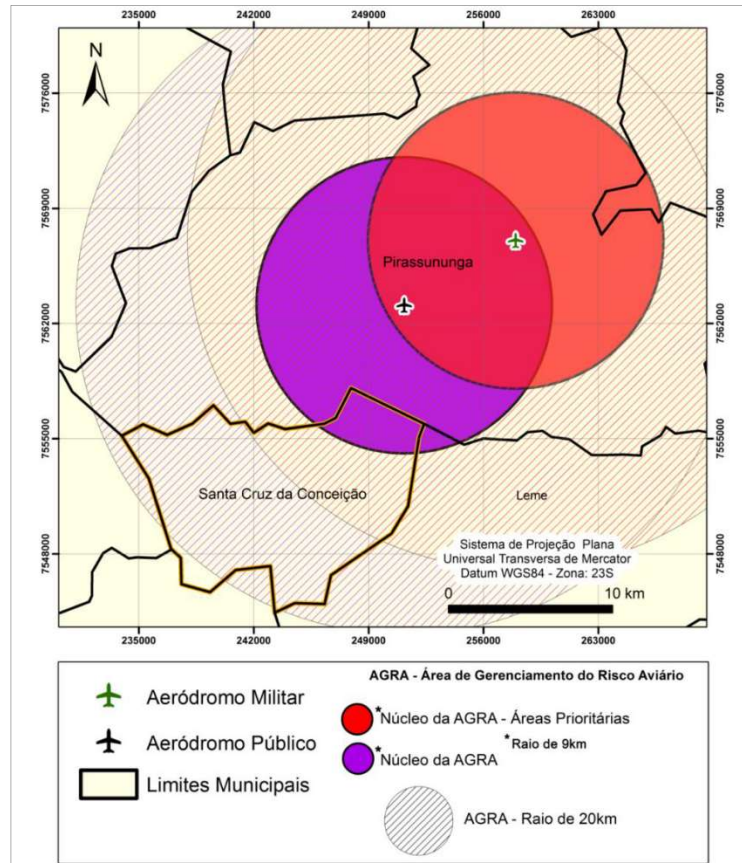 235000 242000 249000 256000 263000
N
7576000 7576000
7569000 7569000
Pirassununga
7562000 7562000
7555000 7555000
Santa Cruz da Conceição
Leme
7548000 7548000
Sistema de Projeção Plana
Universal Transversa de Mercator
Datum WGS84 - Zona: 23S
0 10 km
235000 242000 249000 256000 263000
AGRA - Área de Gerenciamento do Risco Aviário
Aeródromo Militar
*Núcleo da AGRA - Áreas Prioritárias
Aeródromo Público
*Raio de 9km
*Núcleo da AGRA
Limites Municipais
AGRA - Raio de 20km